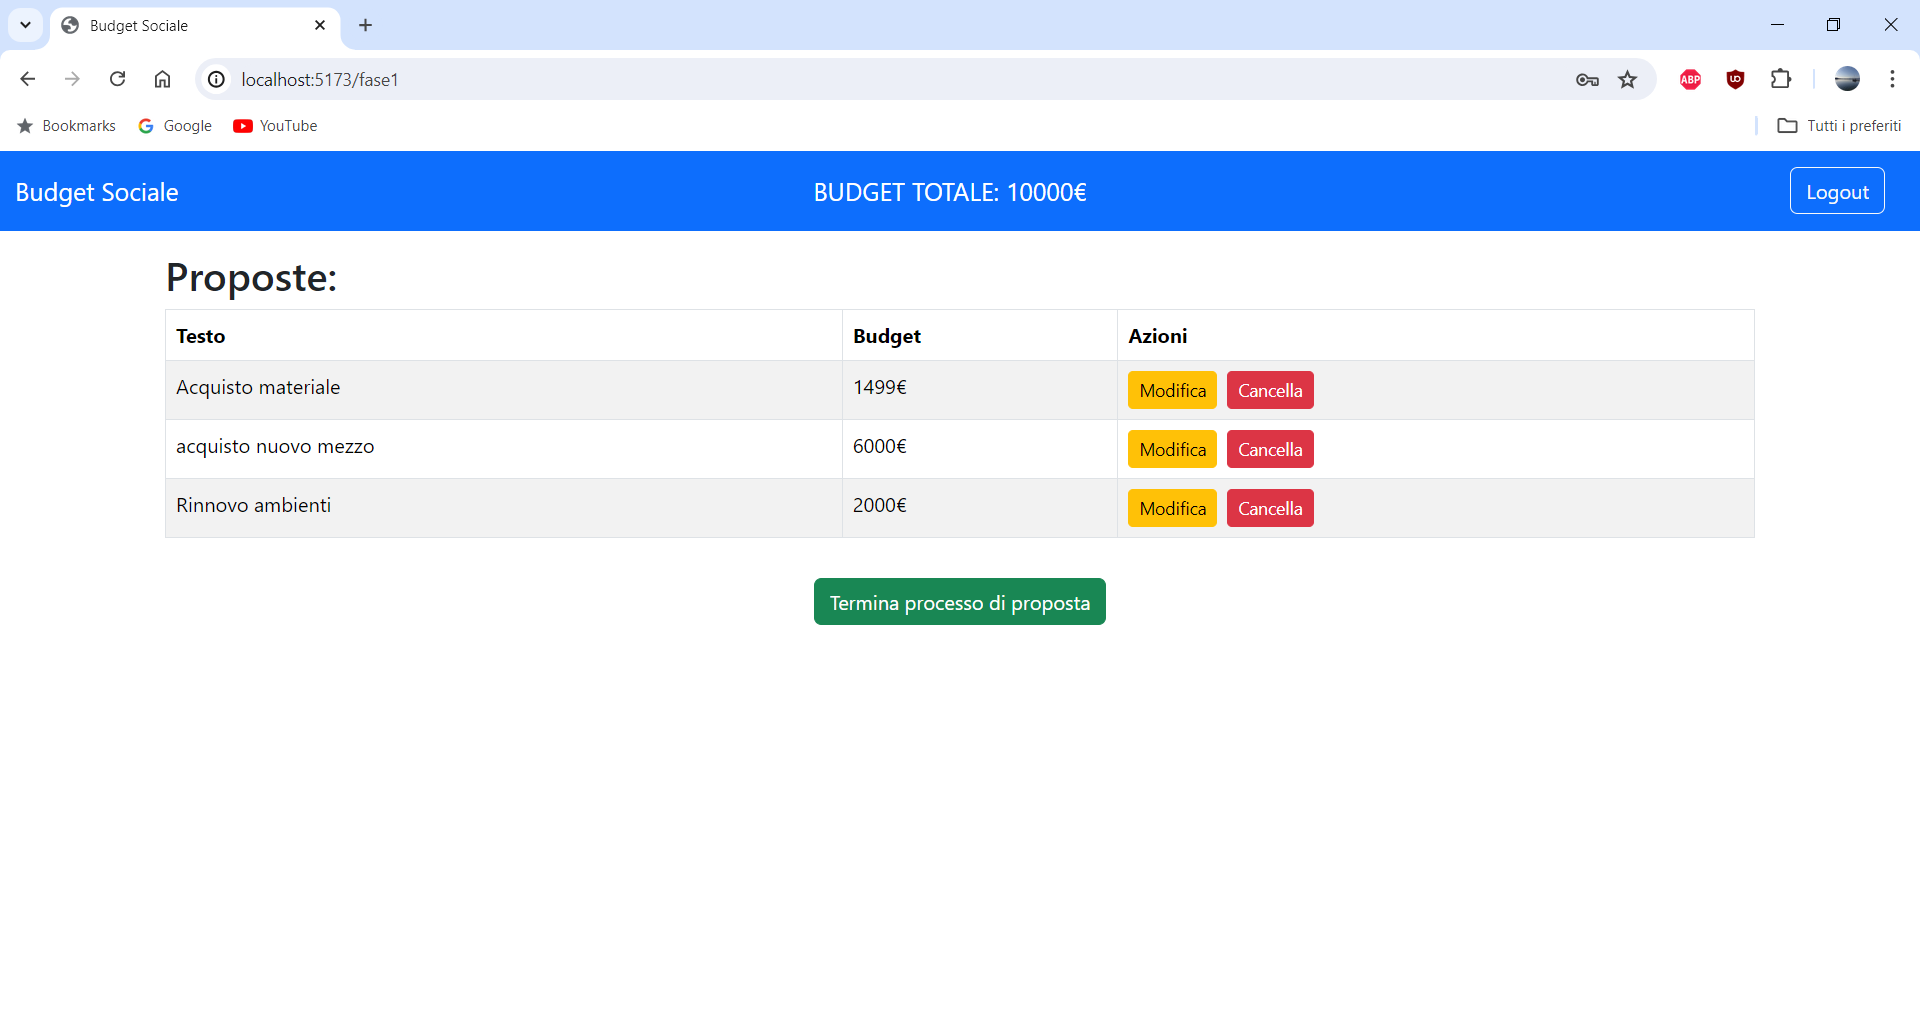 Budget Sociale
localhost:5173/fase1
ABP
Bookmarks Google YouTube Tutti i preferiti
Budget Sociale BUDGET TOTALE: 10000€ Logout
Proposte:
Testo Budget Azioni
Acquisto materiale 1499€ Modifica Cancella
acquisto nuovo mezzo 6000€ Modifica Cancella
Rinnovo ambienti 2000€ Modifica Cancella
Termina processo di proposta